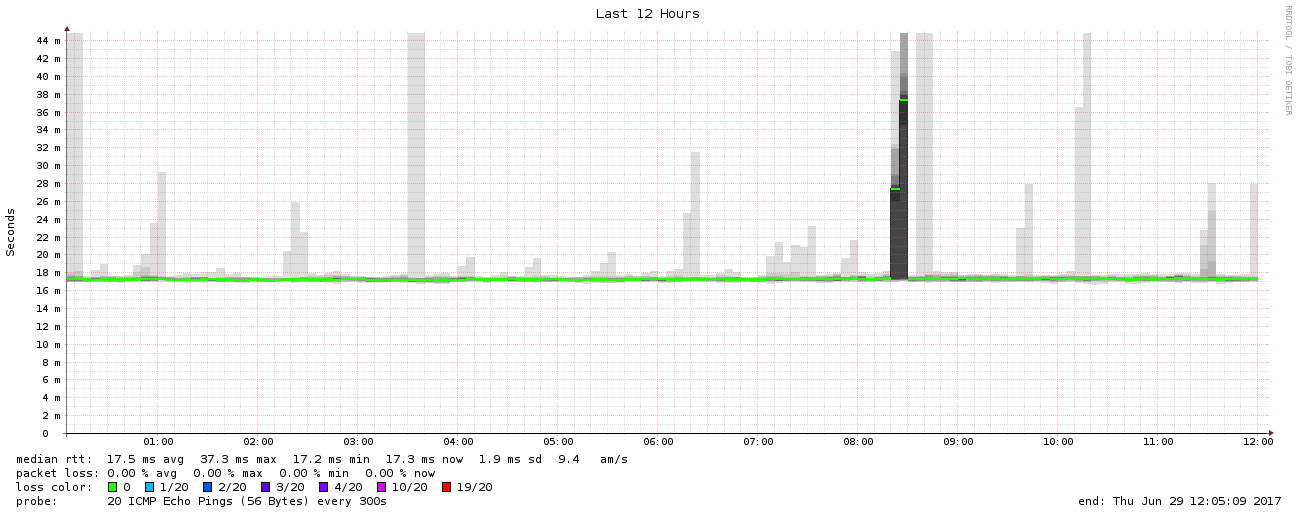 Last 12 Hours
RRDTOOL / TOBI OETIKER
Seconds
44 m
42 m
40 m
38 m
36 m
34 m
32 m
30 m
28 m
26 m
24 m
22 m
20 m
18 m
16 m
14 m
12 m
10 m
8 m
6 m
4 m
2 m
0
01:00 02:00 03:00 04:00 05:00 06:00 07:00 08:00 09:00 10:00 11:00 12:00
median rtt: 17.5 ms avg 37.3 ms max 17.2 ms min 17.3 ms now 1.9 ms sd 9.4 am/s
packet loss: 0.00 % avg 0.00 % max 0.00 % min 0.00 % now
loss color: 0 1/20 2/20 3/20 4/20 10/20 19/20
probe: 20 ICMP Echo Pings (56 Bytes) every 300s end: Thu Jun 29 12:05:09 2017